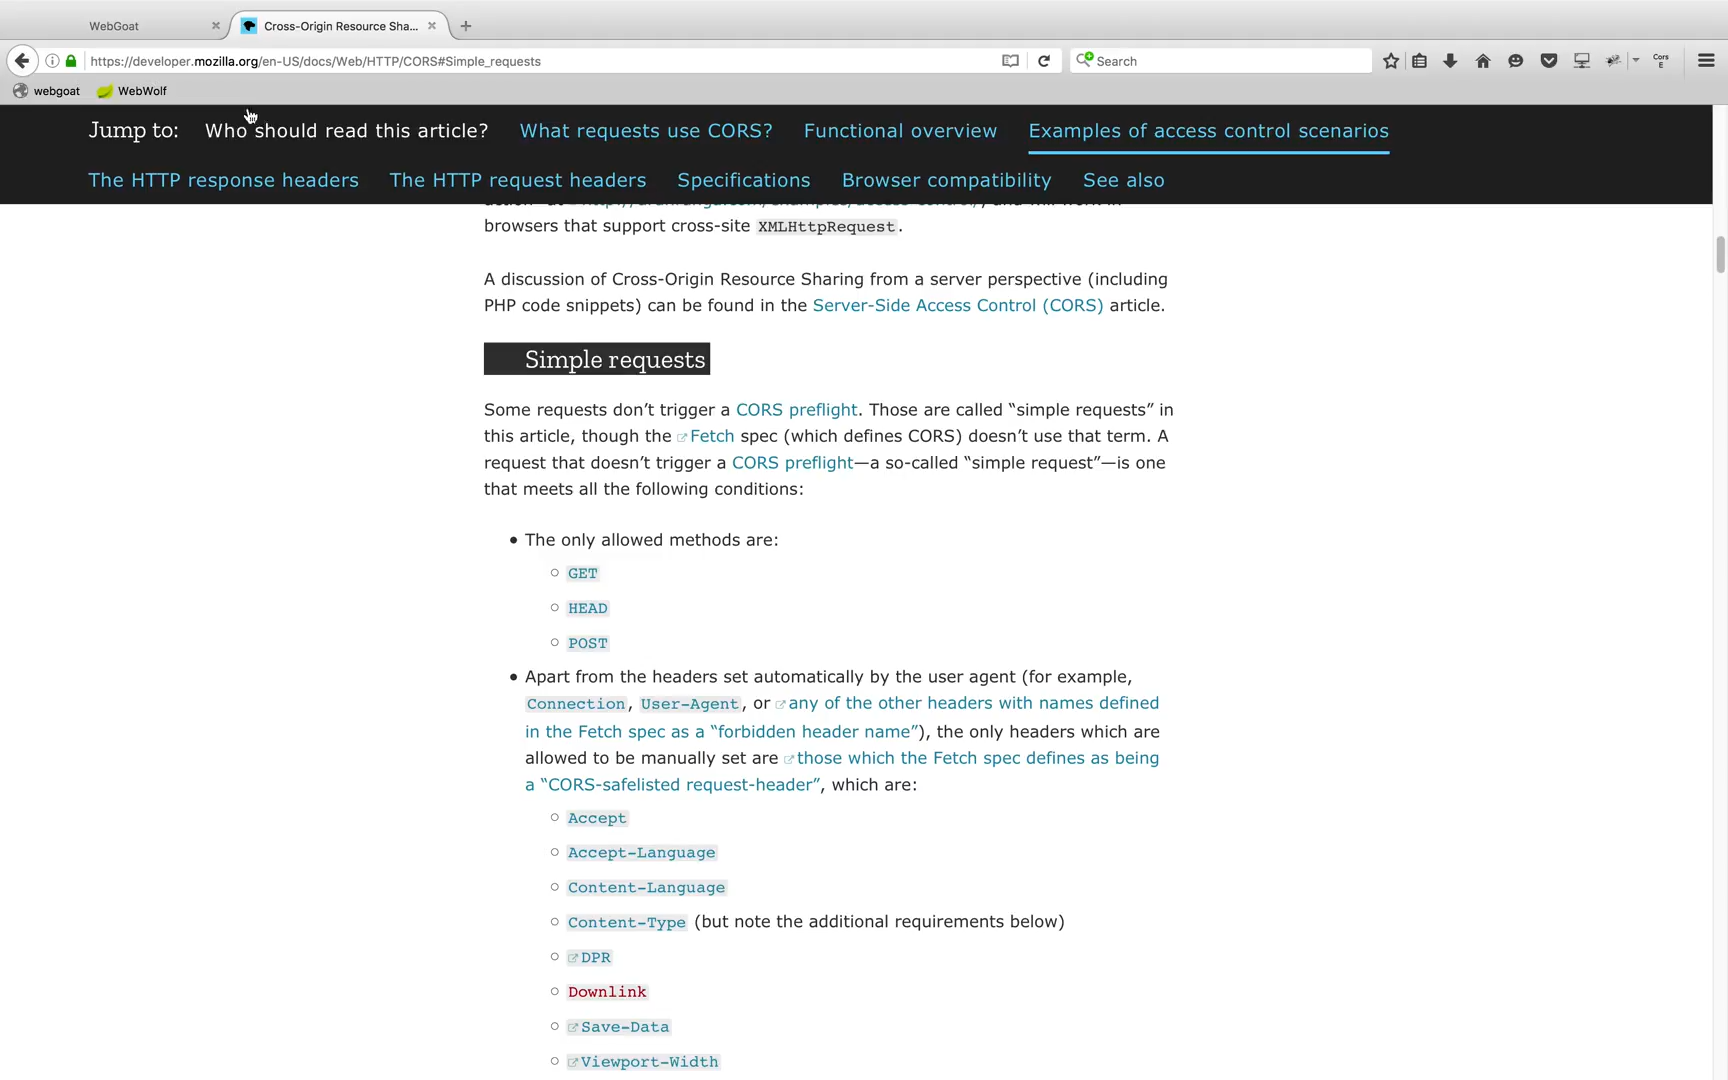 WebGoat
Cross-Origin Resource Sha...
https://developer.mozilla.org/en-US/docs/Web/HTTP/CORS#Simple_requests
Search
Cors
E
webgoat
WebWolf
Jump to: Who should read this article? What requests use CORS? Functional overview Examples of access control scenarios
The HTTP response headers The HTTP request headers Specifications Browser compatibility See also
browsers that support cross-site XMLHttpRequest.
A discussion of Cross-Origin Resource Sharing from a server perspective (including
PHP code snippets) can be found in the Server-Side Access Control (CORS) article.
Simple requests
Some requests don’t trigger a CORS preflight. Those are called “simple requests” in
this article, though the Fetch spec (which defines CORS) doesn’t use that term. A
request that doesn’t trigger a CORS preflight—a so-called “simple request”—is one
that meets all the following conditions:
The only allowed methods are:
GET
HEAD
POST
Apart from the headers set automatically by the user agent (for example,
Connection, User-Agent, or any of the other headers with names defined
in the Fetch spec as a “forbidden header name”), the only headers which are
allowed to be manually set are those which the Fetch spec defines as being
a “CORS-safelisted request-header”, which are:
Accept
Accept-Language
Content-Language
Content-Type (but note the additional requirements below)
DPR
Downlink
Save-Data
Viewport-Width